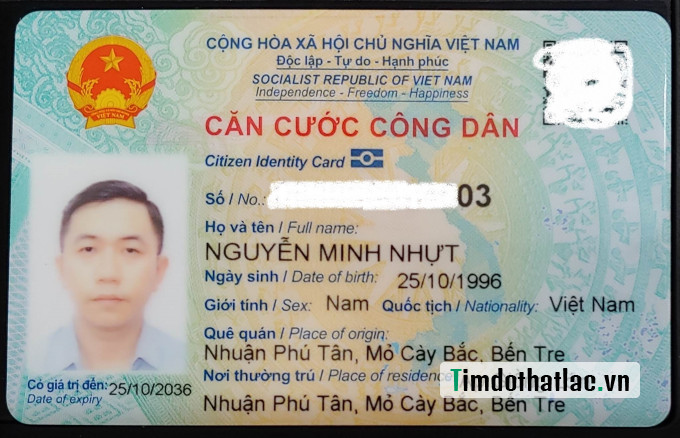 CỘNG HÒA XÃ HỘI CHỦ NGHĨA VIỆT NAM
Độc lập - Tự do - Hạnh phúc
SOCIALIST REPUBLIC OF VIET NAM
Independence - Freedom - Happiness
CĂN CƯỚC CÔNG DÂN
Citizen Identity Card
Số / No.: 03
Họ và tên / Full name:
NGUYỄN MINH NHỰT
Ngày sinh / Date of birth: 25/10/1996
Giới tính / Sex: Nam Quốc tịch / Nationality: Việt Nam
Quê quán / Place of origin:
Nhuận Phú Tân, Mỏ Cày Bắc, Bến Tre
Nơi thường trú / Place of residence
Timdothatlac.vn
Nhuận Phú Tân, Mỏ Cày Bắc, Bến Tre
Có giá trị đến: 25/10/2036
Date of expiry
VIỆT NAM